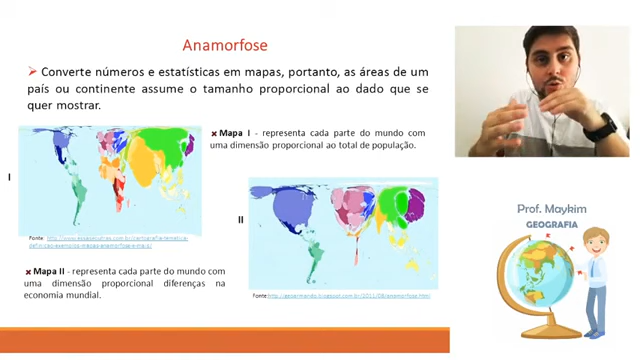 Anamorfose
➢ Converte números e estatísticas em mapas, portanto, as áreas de um
país ou continente assume o tamanho proporcional ao dado que se
quer mostrar.
Mapa I - representa cada parte do mundo com
uma dimensão proporcional ao total de população.
I
II
Fonte:
Mapa II - representa cada parte do mundo com
uma dimensão proporcional diferenças na
economia mundial.
Fonte:
Prof. Maykim
GEOGRAFIA